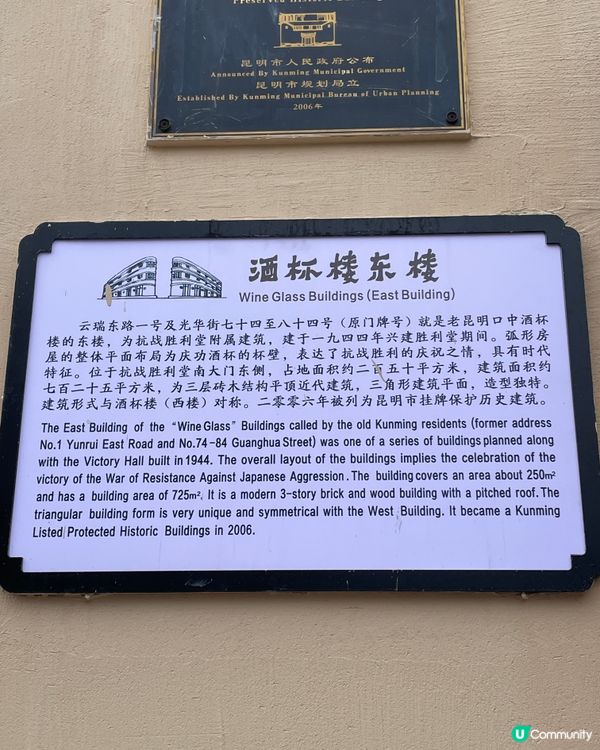 Preserved Historic Building
昆明市人民政府公布
Announced By Kunming Municipal Government
昆明市规划局立
Established By Kunming Municipal Bureau of Urban Planning
2006年
酒杯楼东楼
Wine Glass Buildings (East Building)
云瑞东路一号及光华街七十四至八十四号（原门牌号）就是老昆明口中酒杯
楼的东楼，为抗战胜利堂附属建筑，建于一九四四年兴建胜利堂期间。弧形房
屋的整体平面布局为庆功酒杯的杯壁，表达了抗战胜利的庆祝之情，具有时代
特征。位于抗战胜利堂南大门东侧，占地面积约二百五十平方米，建筑面积约
七百二十五平方米，为三层砖木结构平顶近代建筑，三角形建筑平面，造型独特。
建筑形式与酒杯楼（西楼）对称。二零零六年被列为昆明市挂牌保护历史建筑。
The East Building of the “Wine Glass” Buildings called by the old Kunming residents (former address
No.1 Yunrui East Road and No.74-84 Guanghua Street) was one of a series of buildings planned along
with the Victory Hall built in 1944. The overall layout of the buildings implies the celebration of the
victory of the War of Resistance Against Japanese Aggression. The building covers an area about 250m²
and has a building area of 725m². It is a modern 3-story brick and wood building with a pitched roof. The
triangular building form is very unique and symmetrical with the West Building. It became a Kunming
Listed Protected Historic Buildings in 2006.
U Community